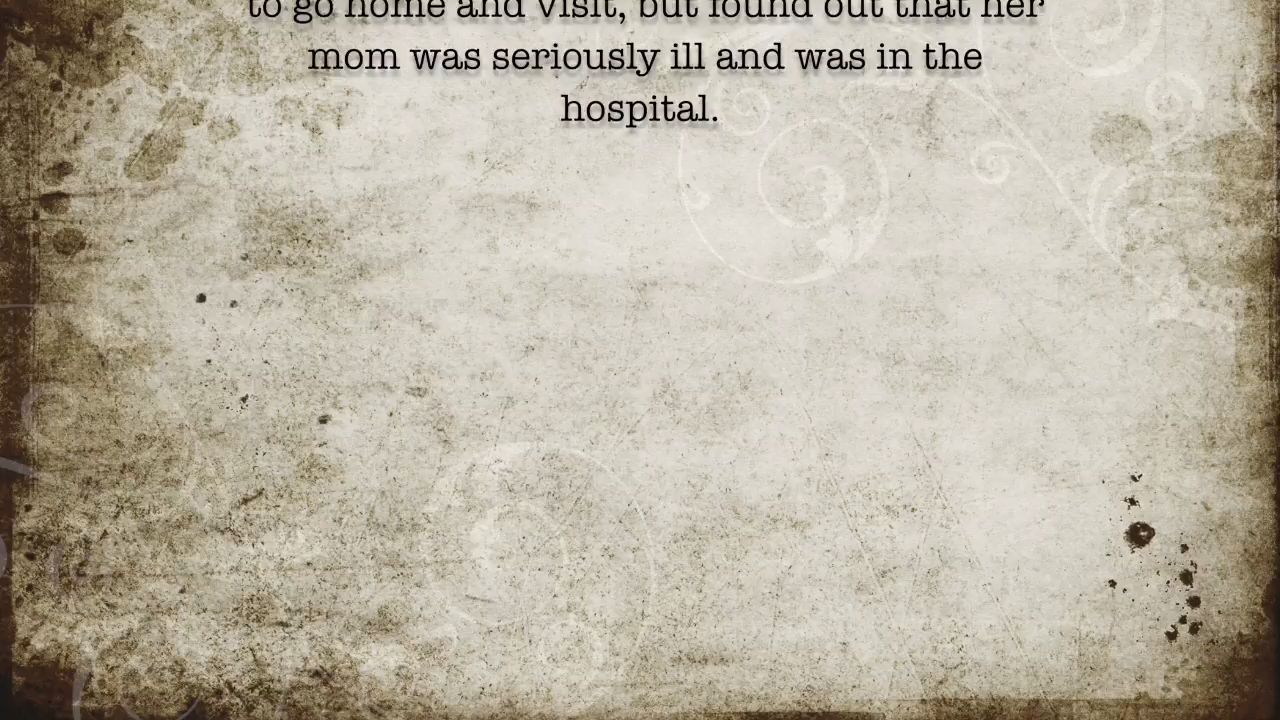 to go home and visit, but found out that her
mom was seriously ill and was in the
hospital.